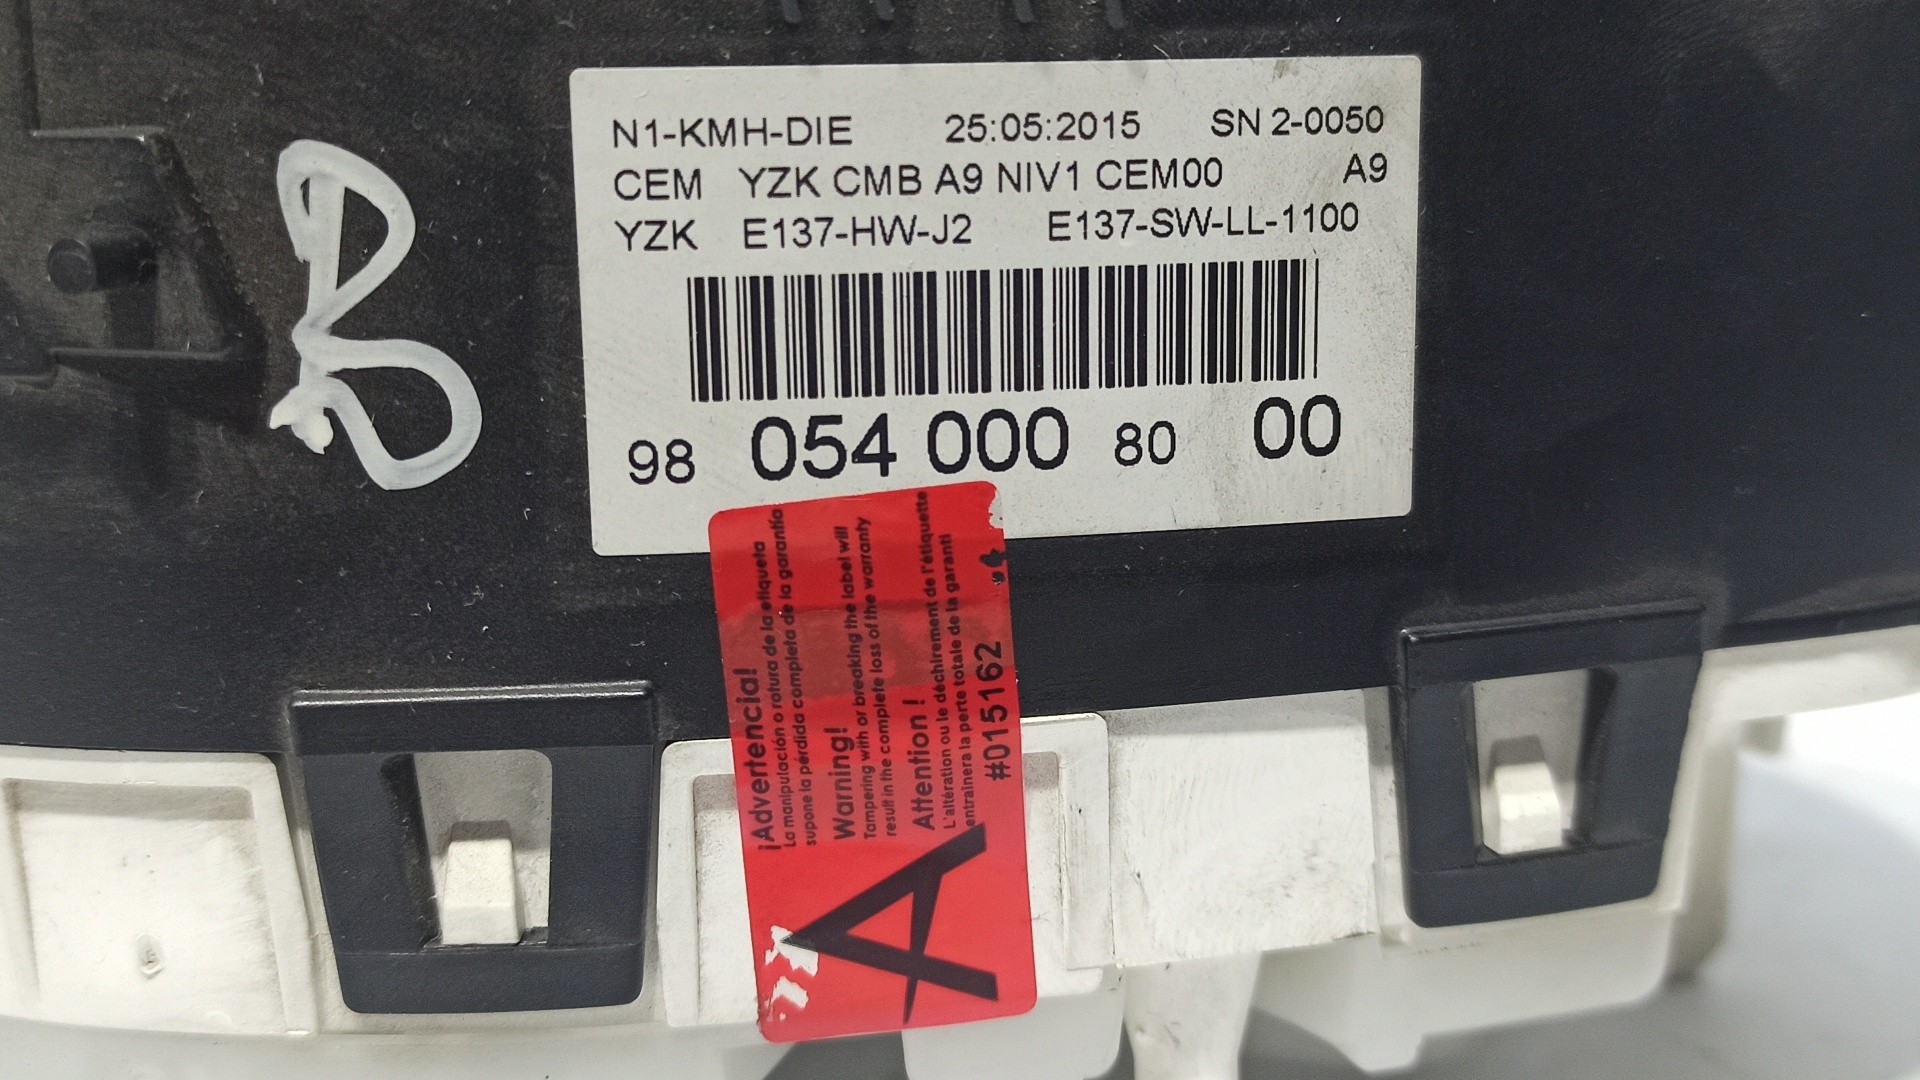 N1-KMH-DIE 25:05:2015 SN 2-0050
CEM YZK CMB A9 NIV1 CEM00 A9
YZK E137-HW-J2 E137-SW-LL-1100
98 054 000 80 00
¡Advertencia!
La manipulación o rotura de la etiqueta
supone la pérdida completa de la garantía
Warning!
Tampering with or breaking the label will
result in the complete loss of the warranty
Attention !
L'altération ou le déchirement de l'étiquette
entraînera la perte totale de la garanti
#015162
A